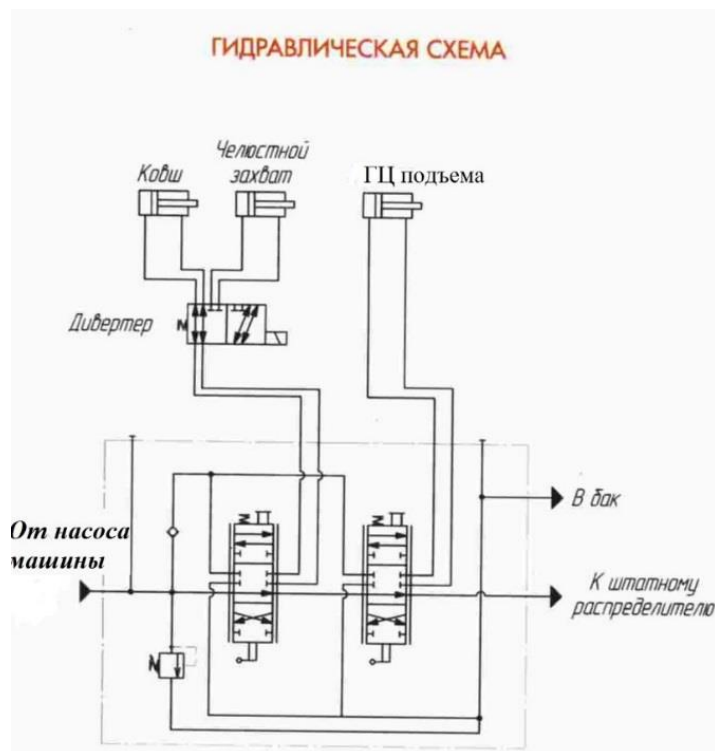 ГИДРАВЛИЧЕСКАЯ СХЕМА
Ковш
Челюстной
захват
ГЦ подъема
Дивертер
От насоса
машины
В бак
К штатному
распределителю